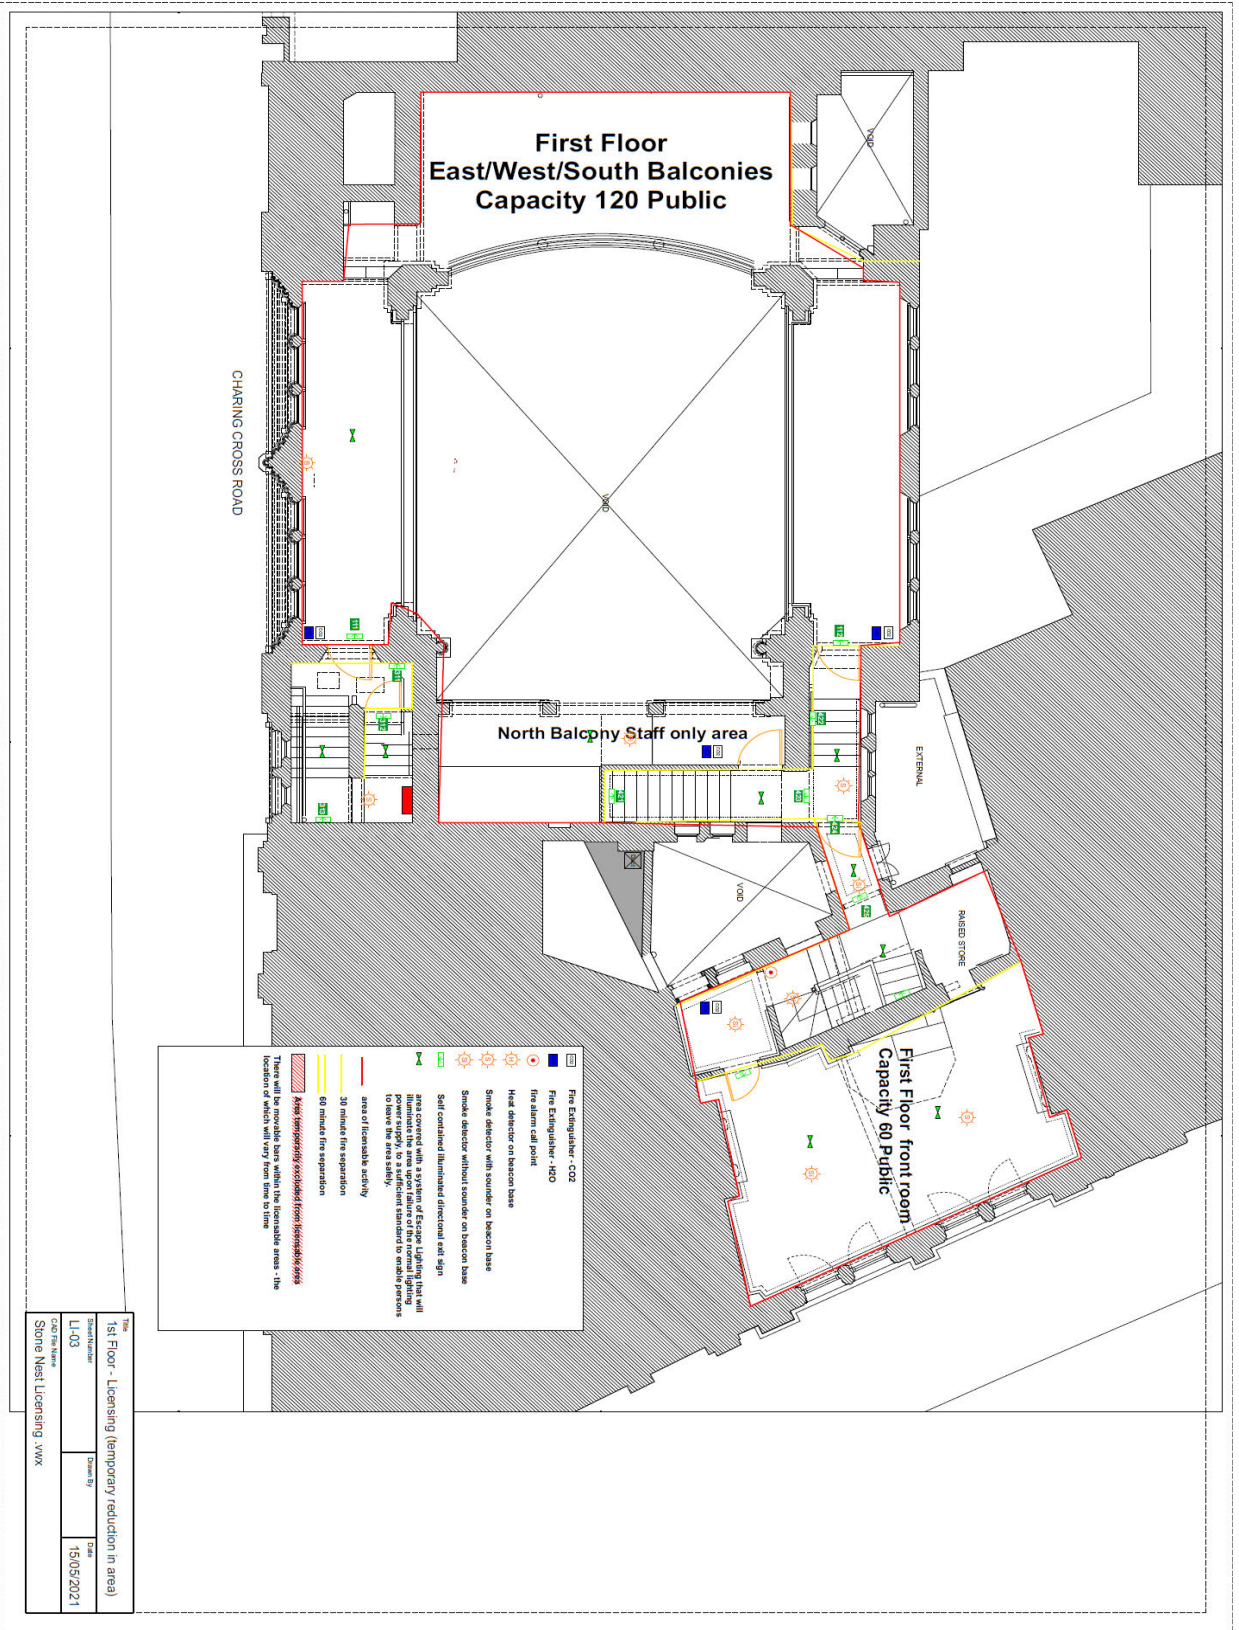 First Floor
East/West/South Balconies
Capacity 120 Public
VOID
CHARING CROSS ROAD
VOID
North Balcony Staff only area
EXTERNAL
VOID
RAISED STORE
First Floor front room
Capacity 60 Public
CO2 Fire Extinguisher - CO2
Fire Extinguisher - H2O
fire alarm call point
Heat detector on beacon base
Smoke detector with sounder on beacon base
Smoke detector without sounder on beacon base
Self contained illuminated directonal exit sign
area covered with a system of Escape Lighting that will
illuminate the area upon failure of the normal lighting
power supply, to a sufficient standard to enable persons
to leave the area safely.
area of licensable activity
30 minute fire separation
60 minute fire separation
Area temporarily excluded from licensable area
There will be movable bars within the licensable areas - the
location of which will vary from time to time
Title
1st Floor - Licensing (temporary reduction in area)
Sheet Number
LI-03
Drawn By
Date
15/05/2021
CAD File Name
Stone Nest Licensing .vwx